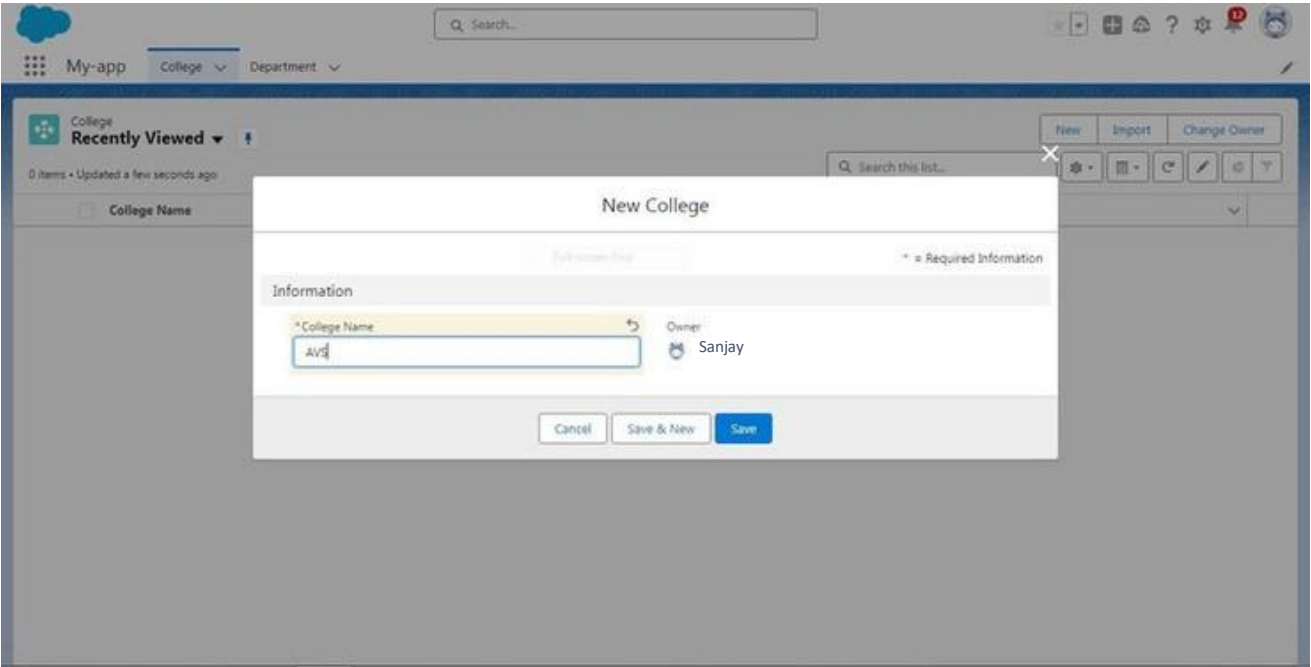 Search...
12
My-app College Department
College
Recently Viewed
New Import Change Owner
0 items • Updated a few seconds ago
Search this list...
College Name
New College
* = Required Information
Information
*College Name
Owner
AVS
Sanjay
Cancel Save & New Save